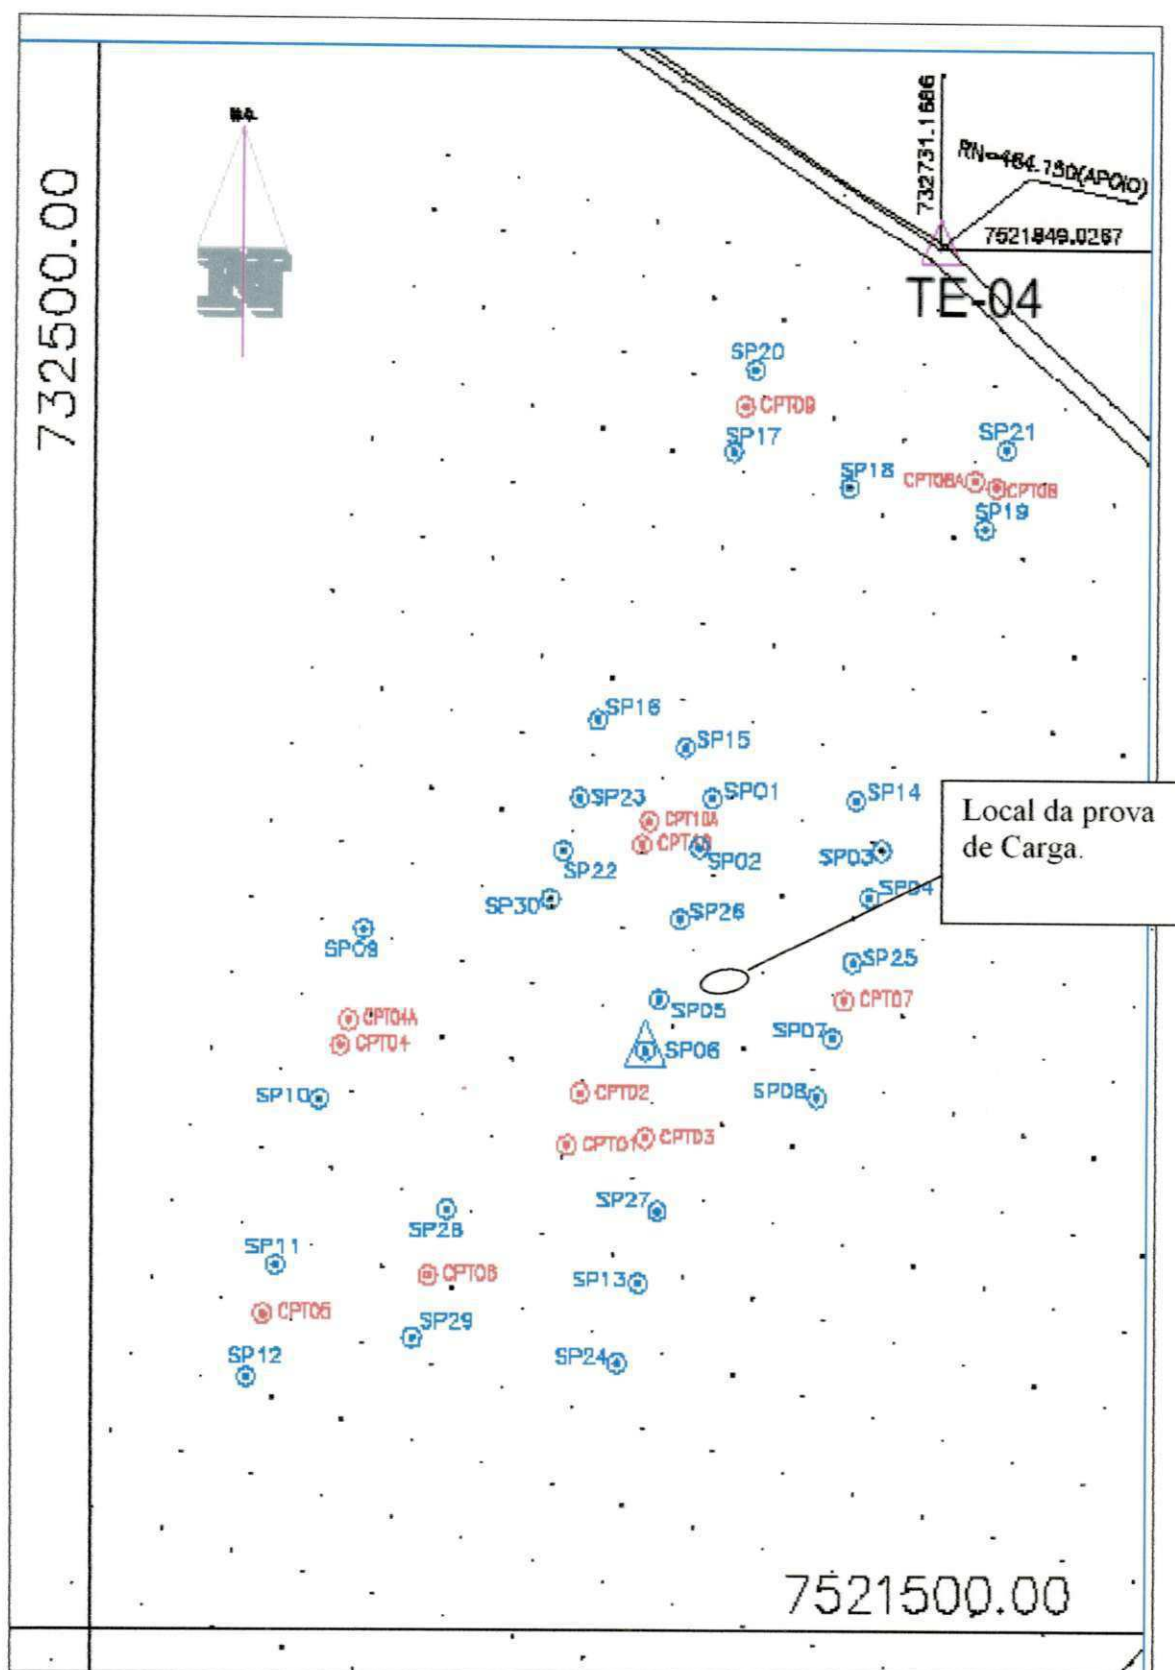 732500.00
732731.1686
RN=464.150(APOIO)
7521849.0267
TE-04
SP20
CPT09
SP17
SP21
SP18
CPT08A
CPT08
SP19
SP16
SP15
SP23
SP01
SP14
CPT10A
CPT10
SP02
SP22
SP03
SP30
SP04
SP26
SP09
SP25
SP05
CPT07
CPT04A
CPT04
SP07
SP06
SP10
CPT02
SP08
CPT01
CPT03
SP27
SP28
SP11
CPT06
SP13
CPT05
SP29
SP12
SP24
Local da prova
de Carga.
7521500.00